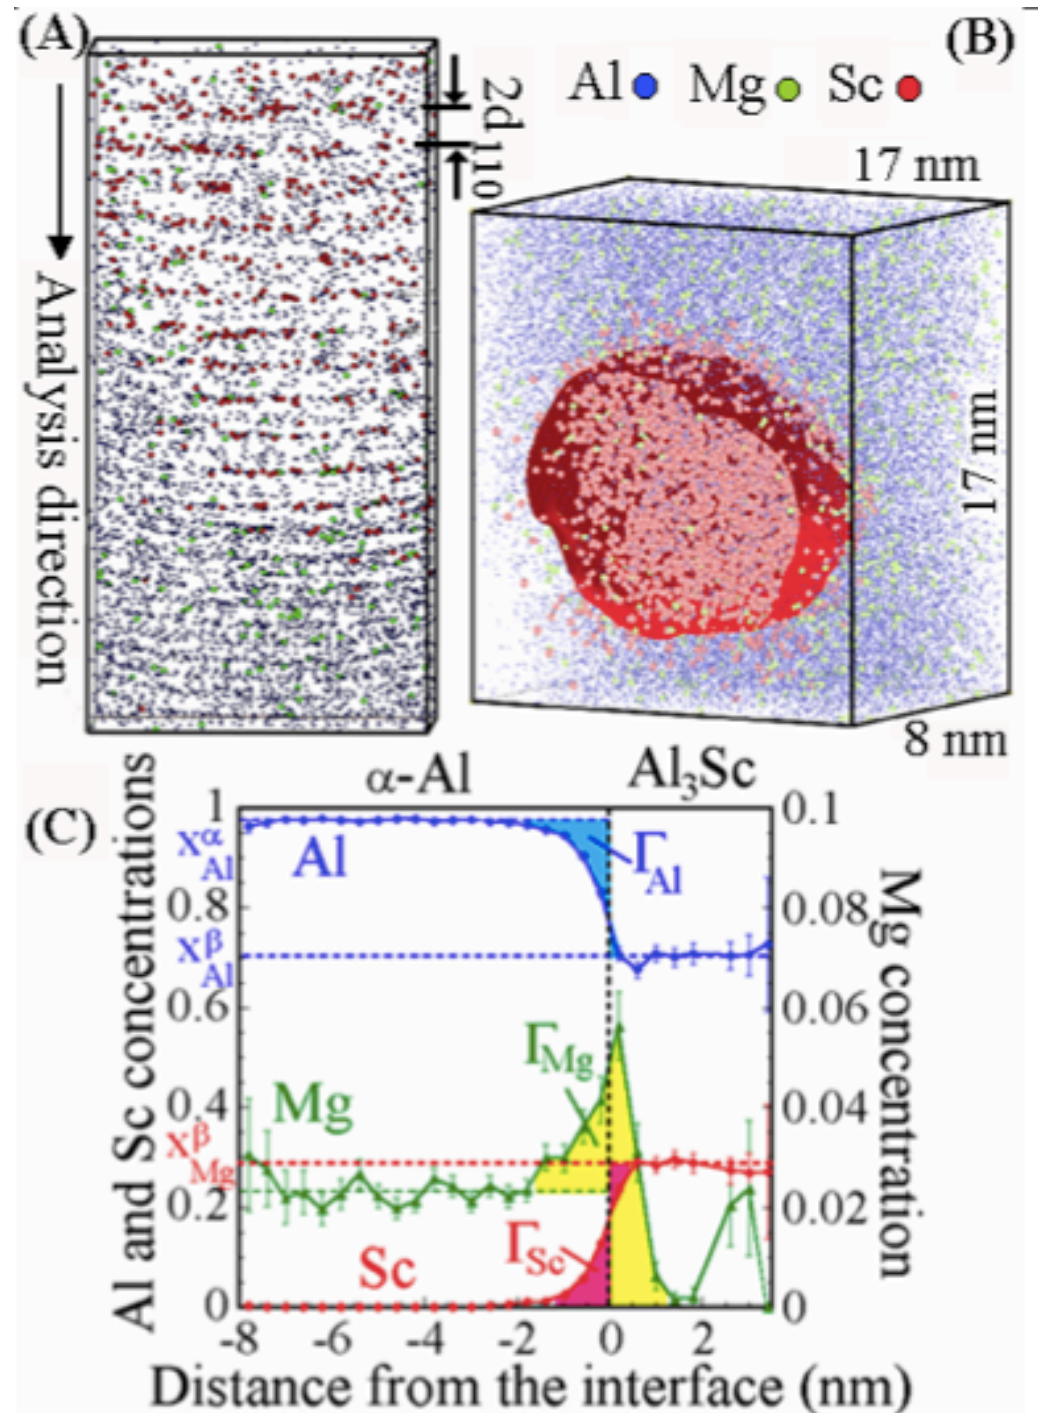 (A)
2d110
Analysis direction
(B)
Al Mg Sc
17 nm
17 nm
8 nm
(C)
α-Al Al3Sc
Al and Sc concentrations
1
0.8
0.6
0.4
0.2
0
XαAl
XβAl
XβMg
Al
ΓAl
Mg
ΓMg
Sc
ΓSc
0.1
0.08
0.06
0.04
0.02
0
Mg concentration
-8 -6 -4 -2 0 2
Distance from the interface (nm)